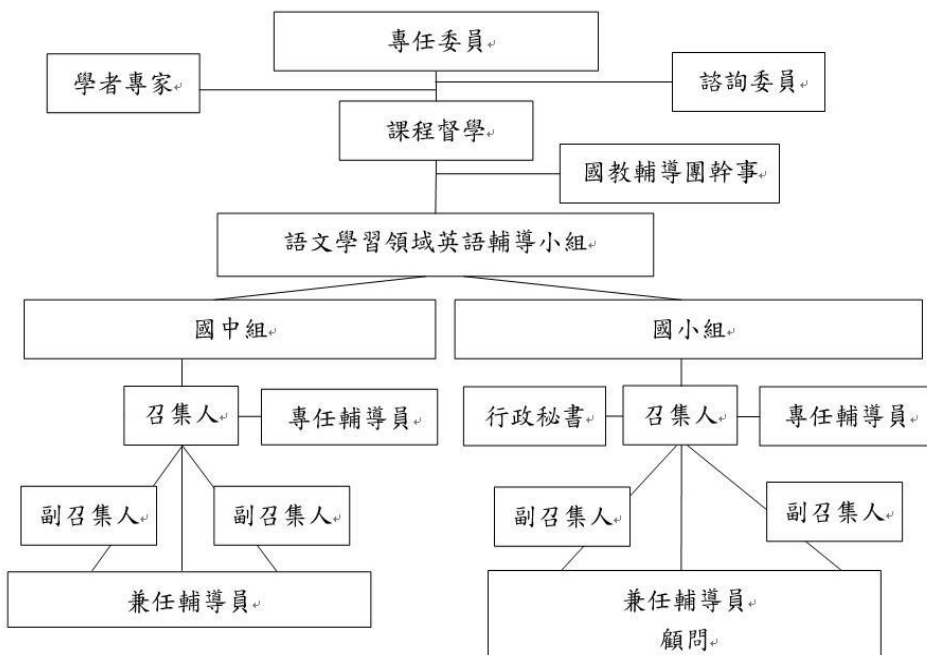 專任委員
學者專家
諮詢委員
課程督學
國教輔導團幹事
語文學習領域英語輔導小組
國中組
國小組
召集人
專任輔導員
行政秘書
召集人
專任輔導員
副召集人
副召集人
副召集人
副召集人
兼任輔導員
兼任輔導員
顧問